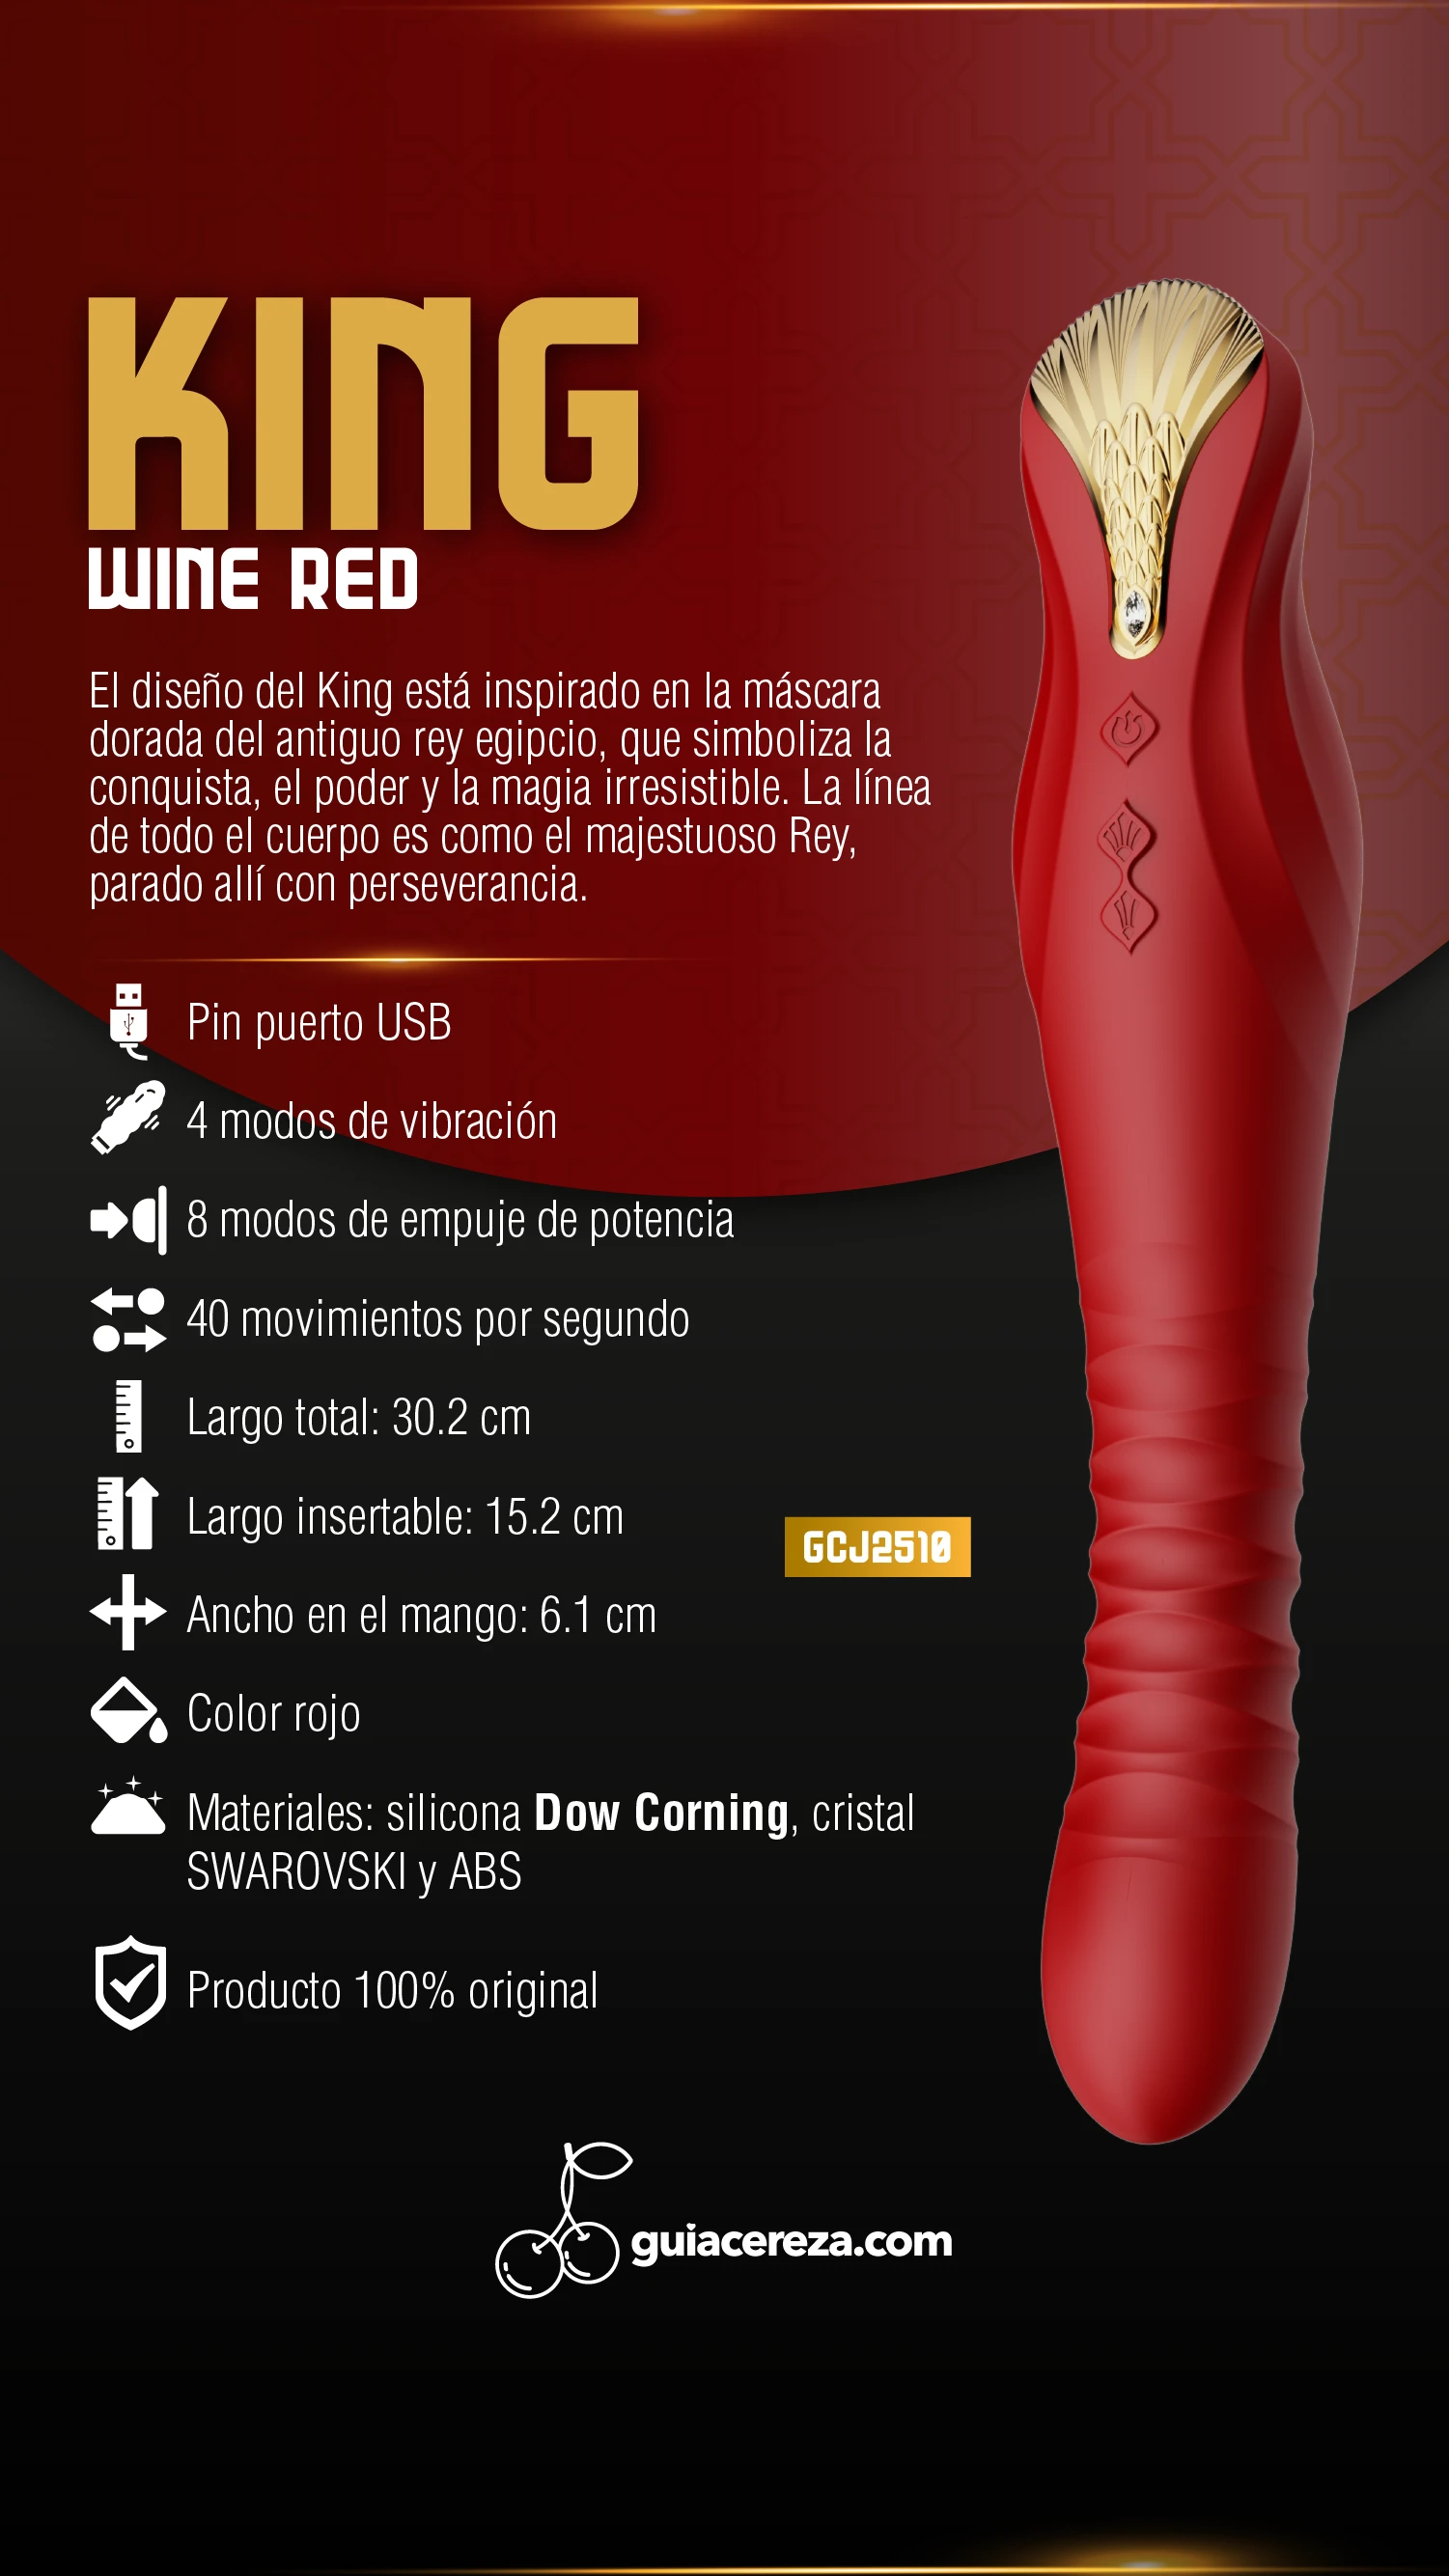 KING
WINE RED
El diseño del King está inspirado en la máscara
dorada del antiguo rey egipcio, que simboliza la
conquista, el poder y la magia irresistible. La línea
de todo el cuerpo es como el majestuoso Rey,
parado allí con perseverancia.
Pin puerto USB
4 modos de vibración
8 modos de empuje de potencia
40 movimientos por segundo
Largo total: 30.2 cm
Largo insertable: 15.2 cm
GCJ2510
Ancho en el mango: 6.1 cm
Color rojo
Materiales: silicona Dow Corning, cristal
SWAROVSKI y ABS
Producto 100% original
guiacereza.com